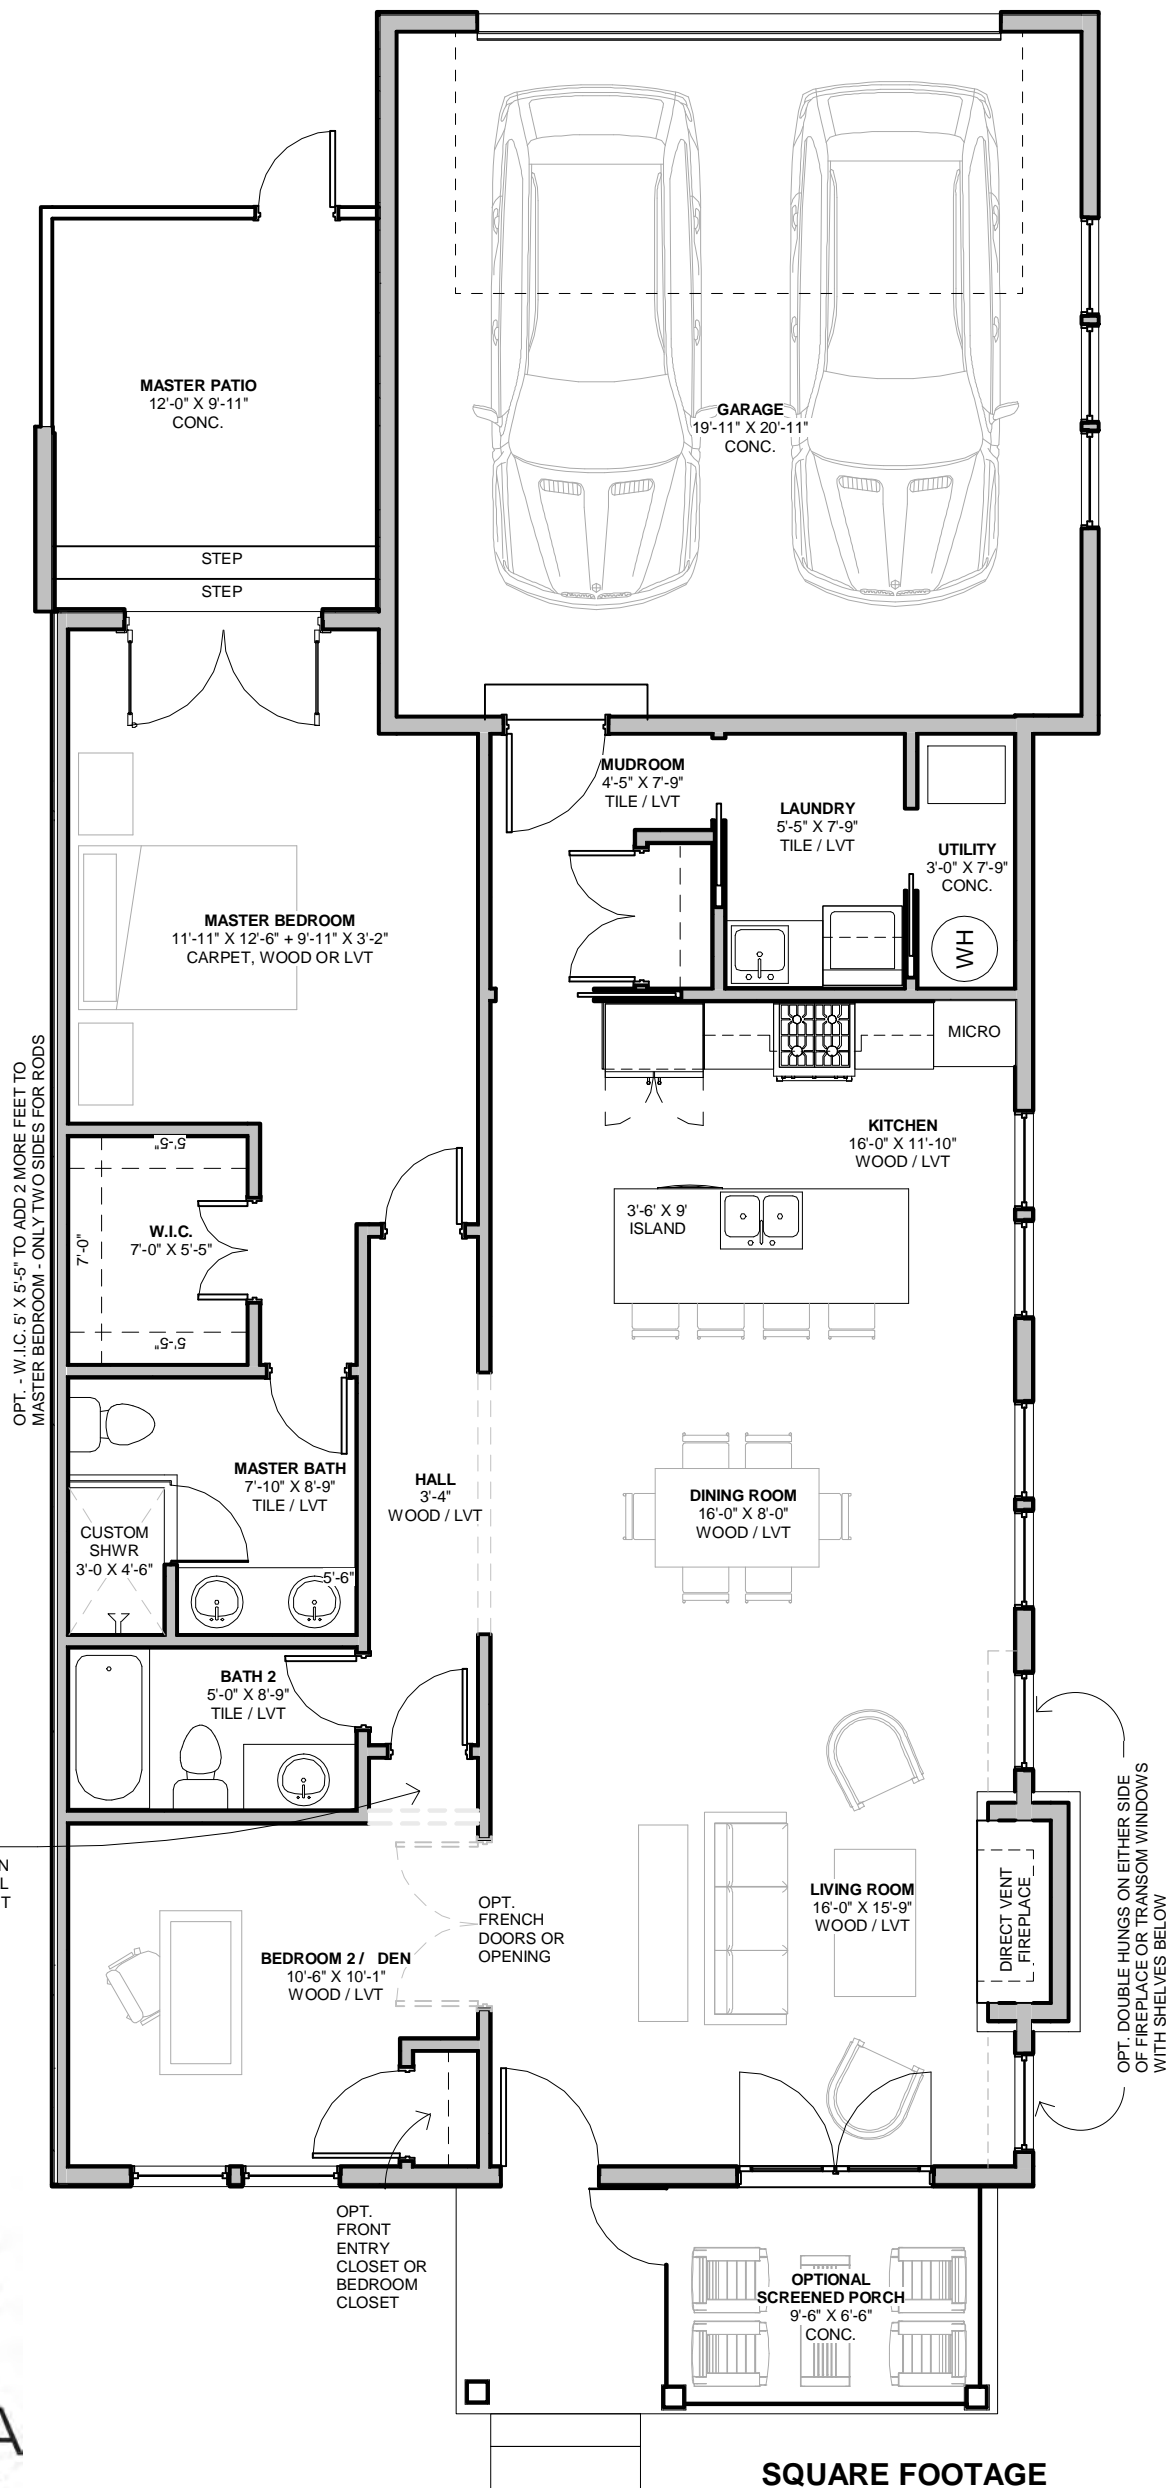 MASTER PATIO
12'-0" X 9'-11"
CONC.
GARAGE
19'-11" X 20'-11"
CONC.
STEP
STEP
MUDROOM
4'-5" X 7'-9"
TILE / LVT
LAUNDRY
5'-5" X 7'-9"
TILE / LVT
UTILITY
3'-0" X 7'-9"
CONC.
WH
MASTER BEDROOM
11'-11" X 12'-6" + 9'-11" X 3'-2"
CARPET, WOOD OR LVT
MICRO
KITCHEN
16'-0" X 11'-10"
WOOD / LVT
3'-6' X 9'
ISLAND
OPT. - W.I.C. 5' X 5'-5" TO ADD 2 MORE FEET TO
MASTER BEDROOM - ONLY TWO SIDES FOR RODS
5'-5"
W.I.C.
7'-0" X 5'-5"
7'-0"
5'-5"
MASTER BATH
7'-10" X 8'-9"
TILE / LVT
HALL
3'-4"
WOOD / LVT
DINING ROOM
16'-0" X 8'-0"
WOOD / LVT
CUSTOM
SHWR
3'-0 X 4'-6"
5'-6"
BATH 2
5'-0" X 8'-9"
TILE / LVT
N
L
T
OPT.
FRENCH
DOORS OR
OPENING
BEDROOM 2 / DEN
10'-6" X 10'-1"
WOOD / LVT
LIVING ROOM
16'-0" X 15'-9"
WOOD / LVT
DIRECT VENT
FIREPLACE
OPT. DOUBLE HUNGS ON EITHER SIDE
OF FIREPLACE OR TRANSOM WINDOWS
WITH SHELVES BELOW
OPT.
FRONT
ENTRY
CLOSET OR
BEDROOM
CLOSET
OPTIONAL
SCREENED PORCH
9'-6" X 6'-6"
CONC.
A
SQUARE FOOTAGE